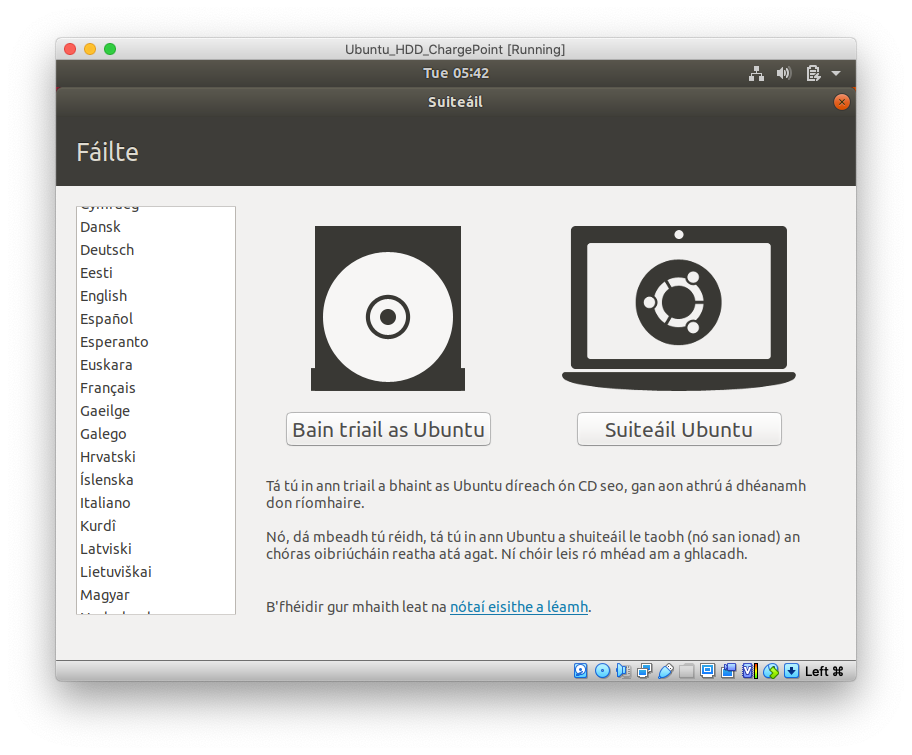 Ubuntu_HDD_ChargePoint [Running]
Tue 05:42
Suiteáil
Fáilte
Cymraeg
Dansk
Deutsch
Eesti
English
Español
Esperanto
Euskara
Français
Gaeilge
Galego
Hrvatski
Íslenska
Italiano
Kurdî
Latviski
Lietuviškai
Magyar
Bain triail as Ubuntu
Suiteáil Ubuntu
Tá tú in ann triail a bhaint as Ubuntu díreach ón CD seo, gan aon athrú á dhéanamh
don ríomhaire.
Nó, dá mbeadh tú réidh, tá tú in ann Ubuntu a shuiteáil le taobh (nó san ionad) an
chóras oibriúcháin reatha atá agat. Ní chóir leis ró mhéad am a ghlacadh.
B'fhéidir gur mhaith leat na nótaí eisithe a léamh.
Left ⌘